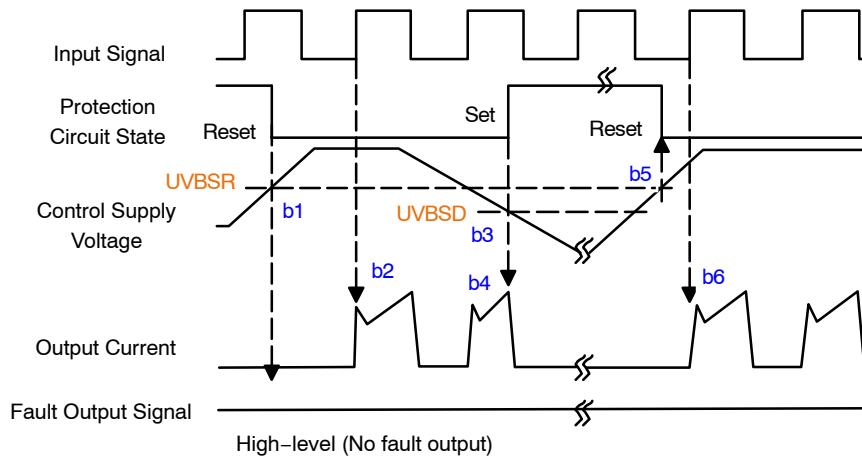 Input Signal
Protection
Circuit State
Reset
Set
Reset
UVBSR
b5
Control Supply
Voltage
b1
UVBSD
b3
b2
b4
b6
Output Current
Fault Output Signal
High−level (No fault output)